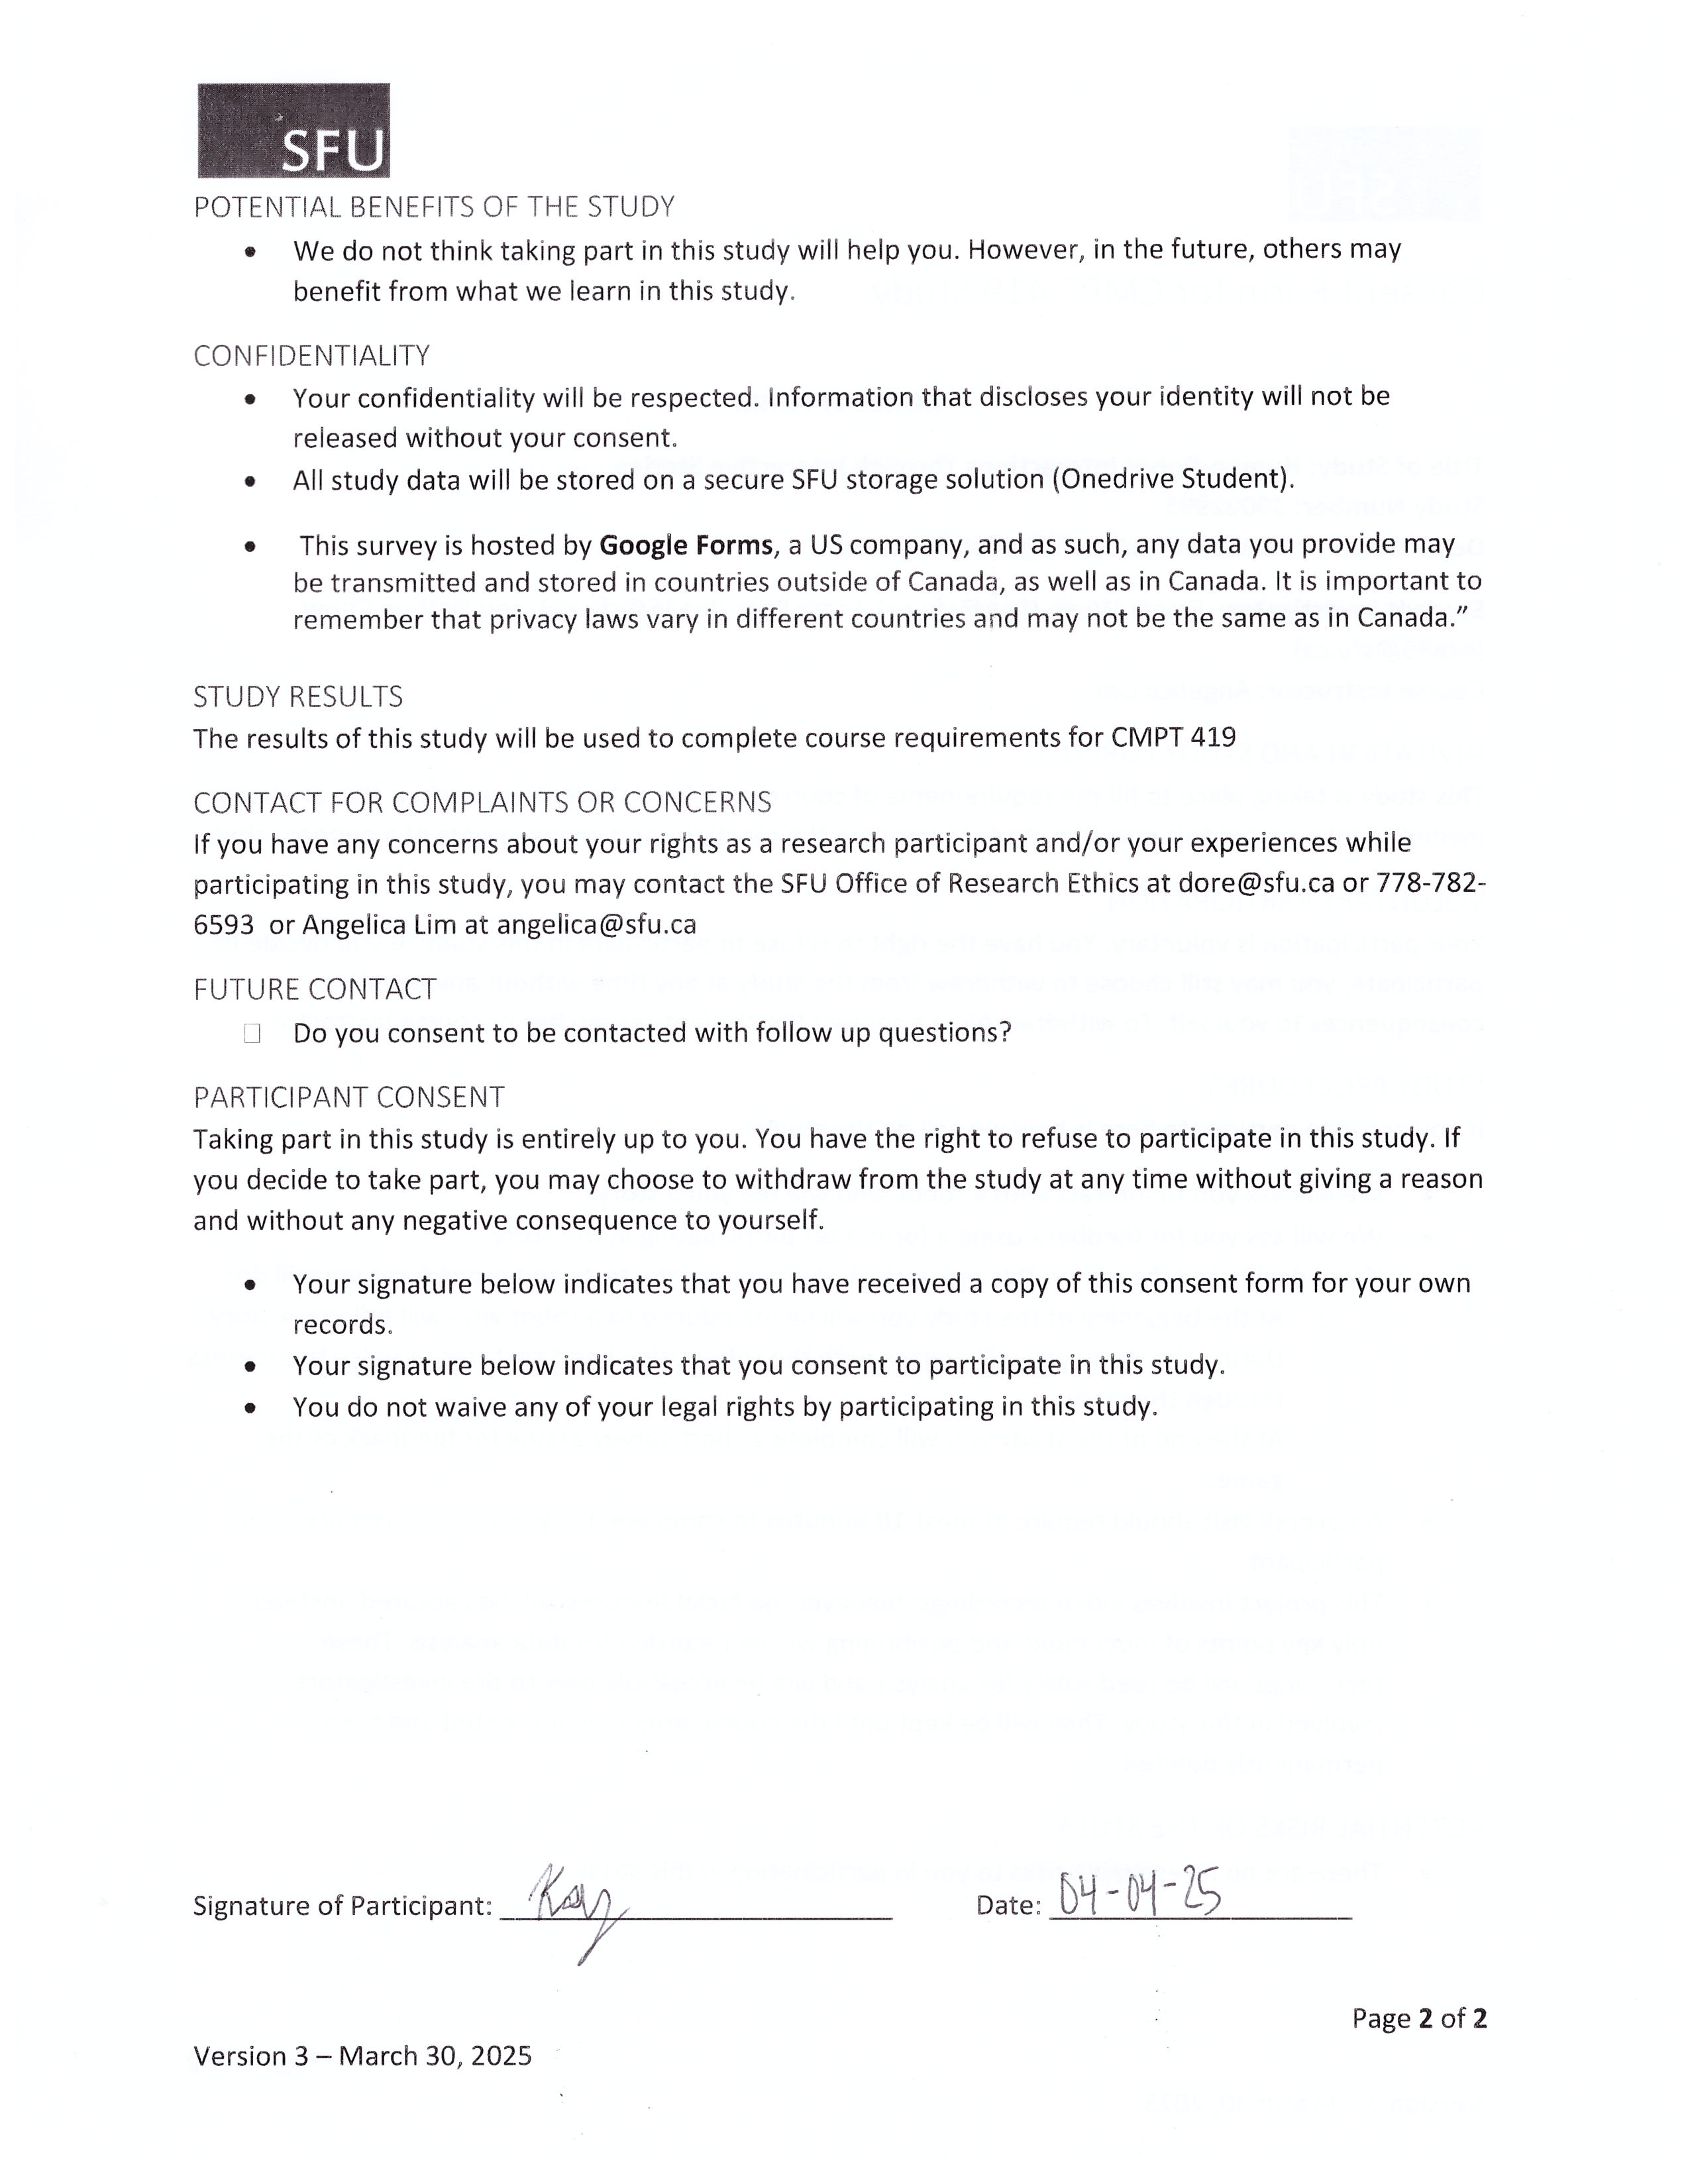 SFU
POTENTIAL BENEFITS OF THE STUDY
• We do not think taking part in this study will help you. However, in the future, others may
benefit from what we learn in this study.
CONFIDENTIALITY
• Your confidentiality will be respected. Information that discloses your identity will not be
released without your consent.
• All study data will be stored on a secure SFU storage solution (Onedrive Student).
• This survey is hosted by Google Forms, a US company, and as such, any data you provide may
be transmitted and stored in countries outside of Canada, as well as in Canada. It is important to
remember that privacy laws vary in different countries and may not be the same as in Canada.”
STUDY RESULTS
The results of this study will be used to complete course requirements for CMPT 419
CONTACT FOR COMPLAINTS OR CONCERNS
If you have any concerns about your rights as a research participant and/or your experiences while
participating in this study, you may contact the SFU Office of Research Ethics at dore@sfu.ca or 778-782-
6593 or Angelica Lim at angelica@sfu.ca
FUTURE CONTACT
☐ Do you consent to be contacted with follow up questions?
PARTICIPANT CONSENT
Taking part in this study is entirely up to you. You have the right to refuse to participate in this study. If
you decide to take part, you may choose to withdraw from the study at any time without giving a reason
and without any negative consequence to yourself.
• Your signature below indicates that you have received a copy of this consent form for your own
records.
• Your signature below indicates that you consent to participate in this study.
• You do not waive any of your legal rights by participating in this study.
Signature of Participant: Kay Date: 04-04-25
Page 2 of 2
Version 3 – March 30, 2025